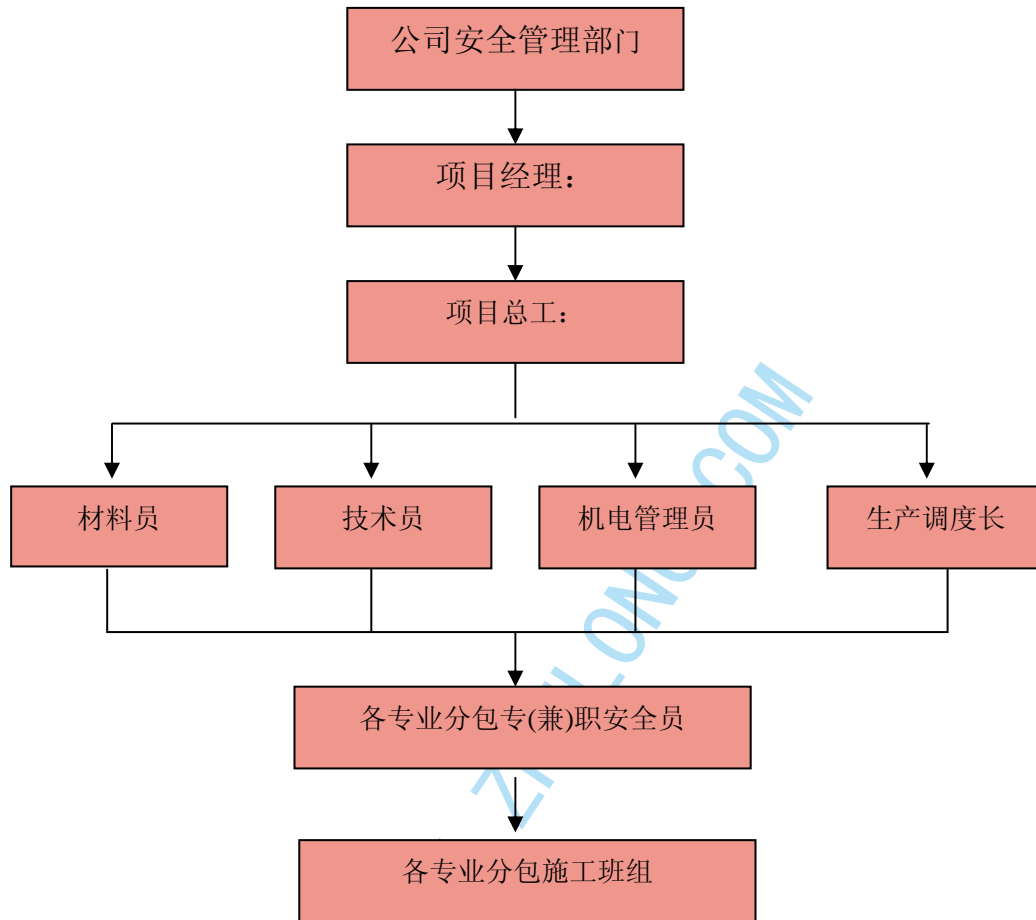 公司安全管理部门
项目经理：
项目总工：
材料员
技术员
机电管理员
生产调度长
各专业分包专(兼)职安全员
各专业分包施工班组